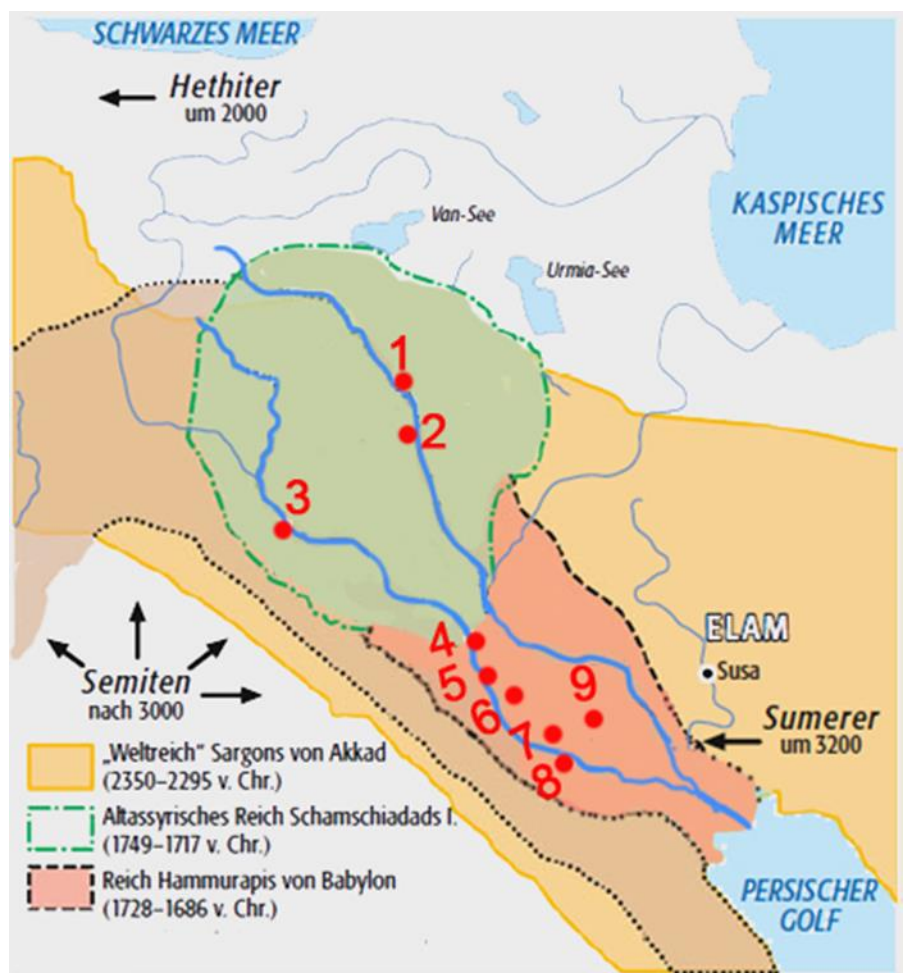 SCHWARZES MEER
Hethiter
um 2000
Van-See
KASPISCHES
MEER
Urmia-See
1
2
3
4
5
6
7
8
9
ELAM
Susa
Semiten
nach 3000
Sumerer
um 3200
„Weltreich“ Sargons von Akkad
(2350–2295 v. Chr.)
Altassyrisches Reich Schamschiadads I.
(1749–1717 v. Chr.)
Reich Hammurapis von Babylon
(1728–1686 v. Chr.)
PERSISCHER
GOLF